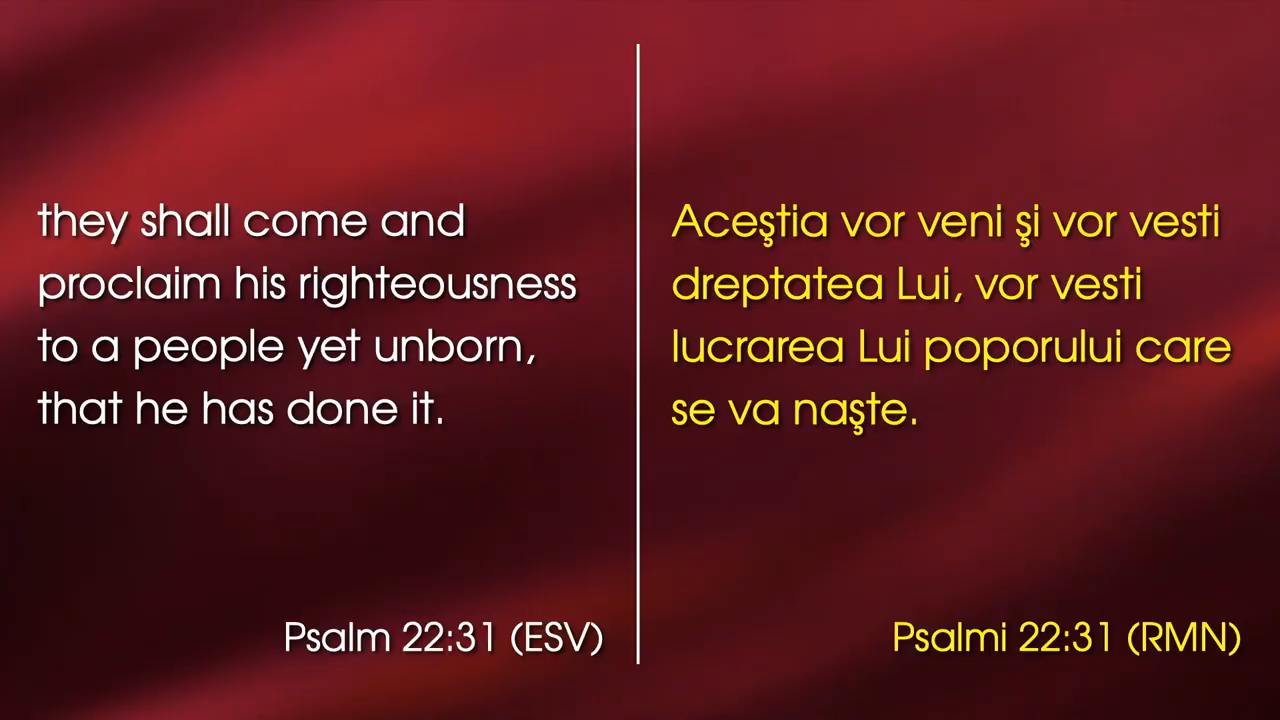 they shall come and
proclaim his righteousness
to a people yet unborn,
that he has done it.
Psalm 22:31 (ESV)
Aceştia vor veni şi vor vesti
dreptatea Lui, vor vesti
lucrarea Lui poporului care
se va naşte.
Psalmi 22:31 (RMN)